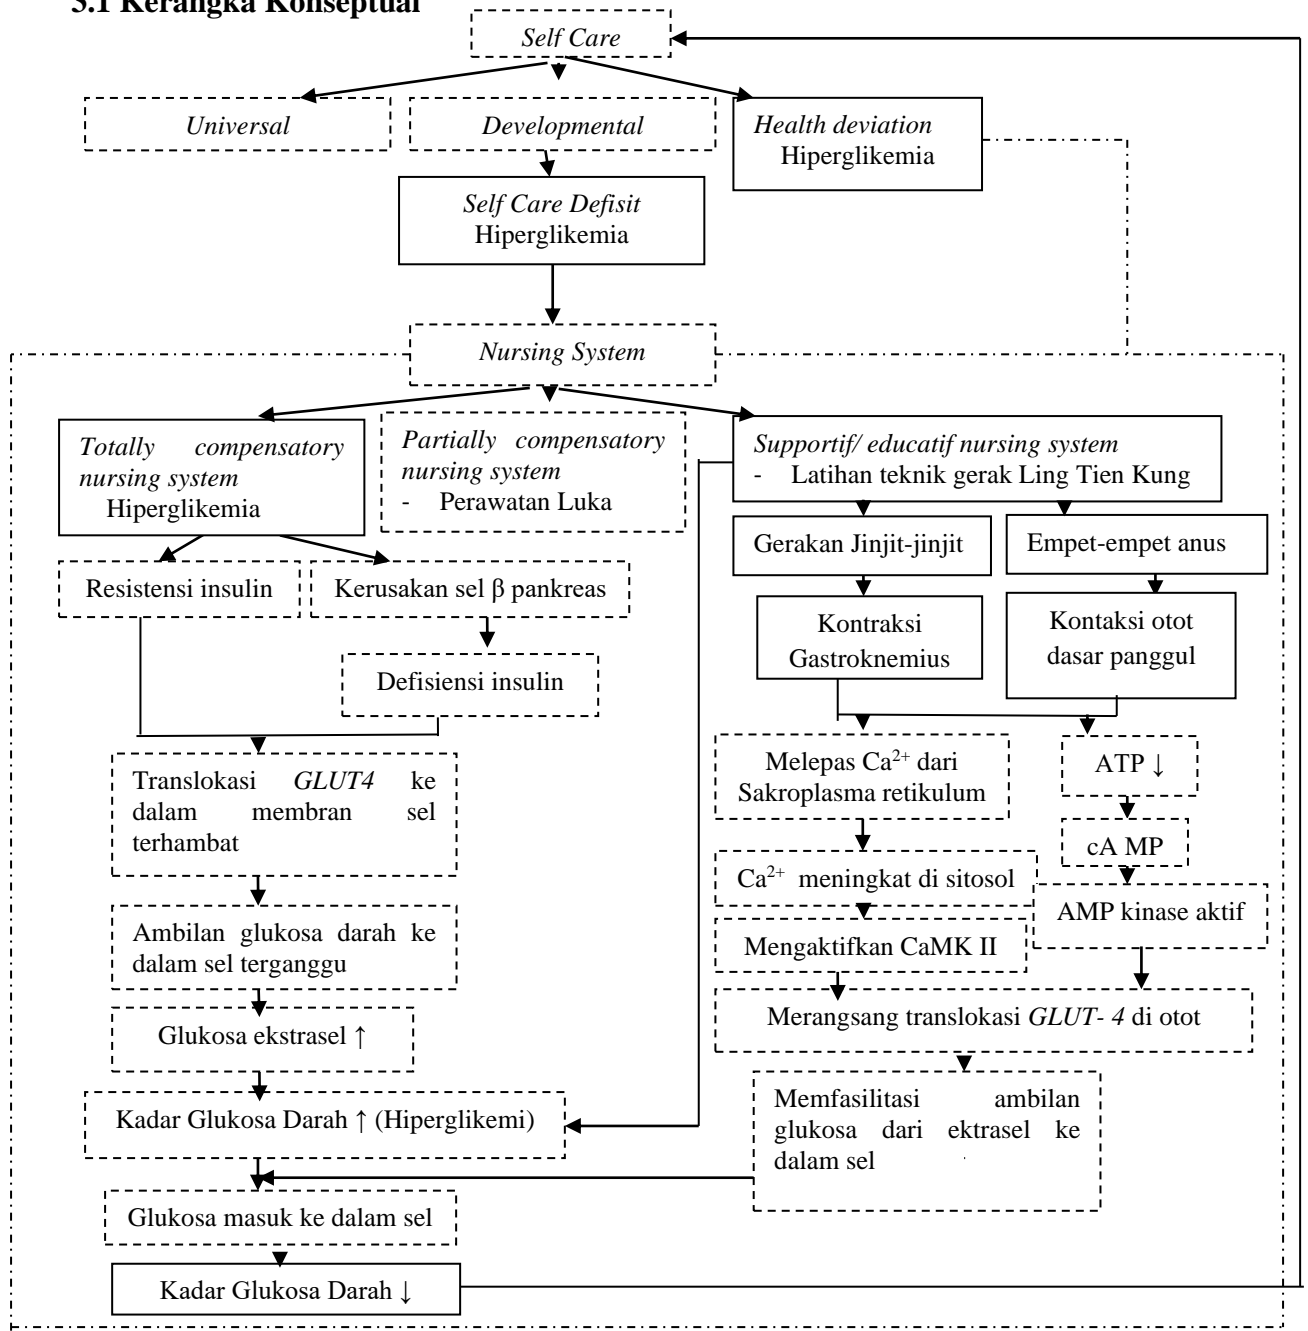 3.1 Kerangka Konseptual
Self Care
Universal
Developmental
Health deviation
Hiperglikemia
Self Care Defisit
Hiperglikemia
Nursing System
Totally compensatory
nursing system
Hiperglikemia
Partially compensatory
nursing system
- Perawatan Luka
Supportif/ educatif nursing system
- Latihan teknik gerak Ling Tien Kung
Gerakan Jinjit-jinjit
Empet-empet anus
Resistensi insulin
Kerusakan sel β pankreas
Kontraksi
Gastroknemius
Kontaksi otot
dasar panggul
Defisiensi insulin
Translokasi GLUT4 ke
dalam membran sel
terhambat
Melepas Ca²⁺ dari
Sakroplasma retikulum
ATP ↓
cA MP
Ca²⁺ meningkat di sitosol
AMP kinase aktif
Ambilan glukosa darah ke
dalam sel terganggu
Mengaktifkan CaMK II
Glukosa ekstrasel ↑
Merangsang translokasi GLUT- 4 di otot
Kadar Glukosa Darah ↑ (Hiperglikemi)
Memfasilitasi ambilan
glukosa dari ektrasel ke
dalam sel
Glukosa masuk ke dalam sel
Kadar Glukosa Darah ↓